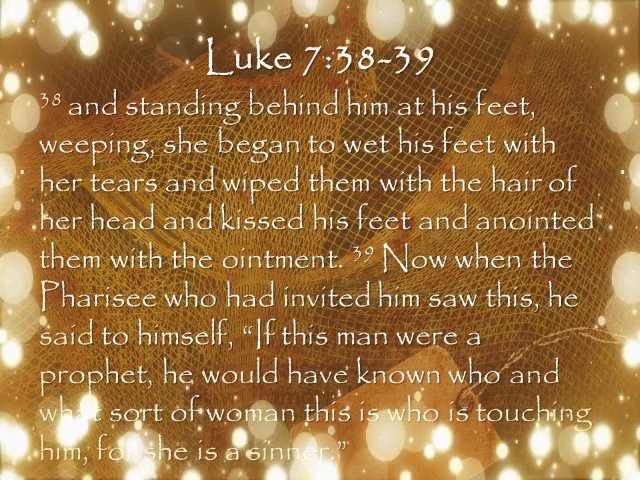 Luke 7:38-39
38 and standing behind him at his feet,
weeping, she began to wet his feet with
her tears and wiped them with the hair of
her head and kissed his feet and anointed
them with the ointment. 39 Now when the
Pharisee who had invited him saw this, he
said to himself, “If this man were a
prophet, he would have known who and
what sort of woman this is who is touching
him, for she is a sinner.”